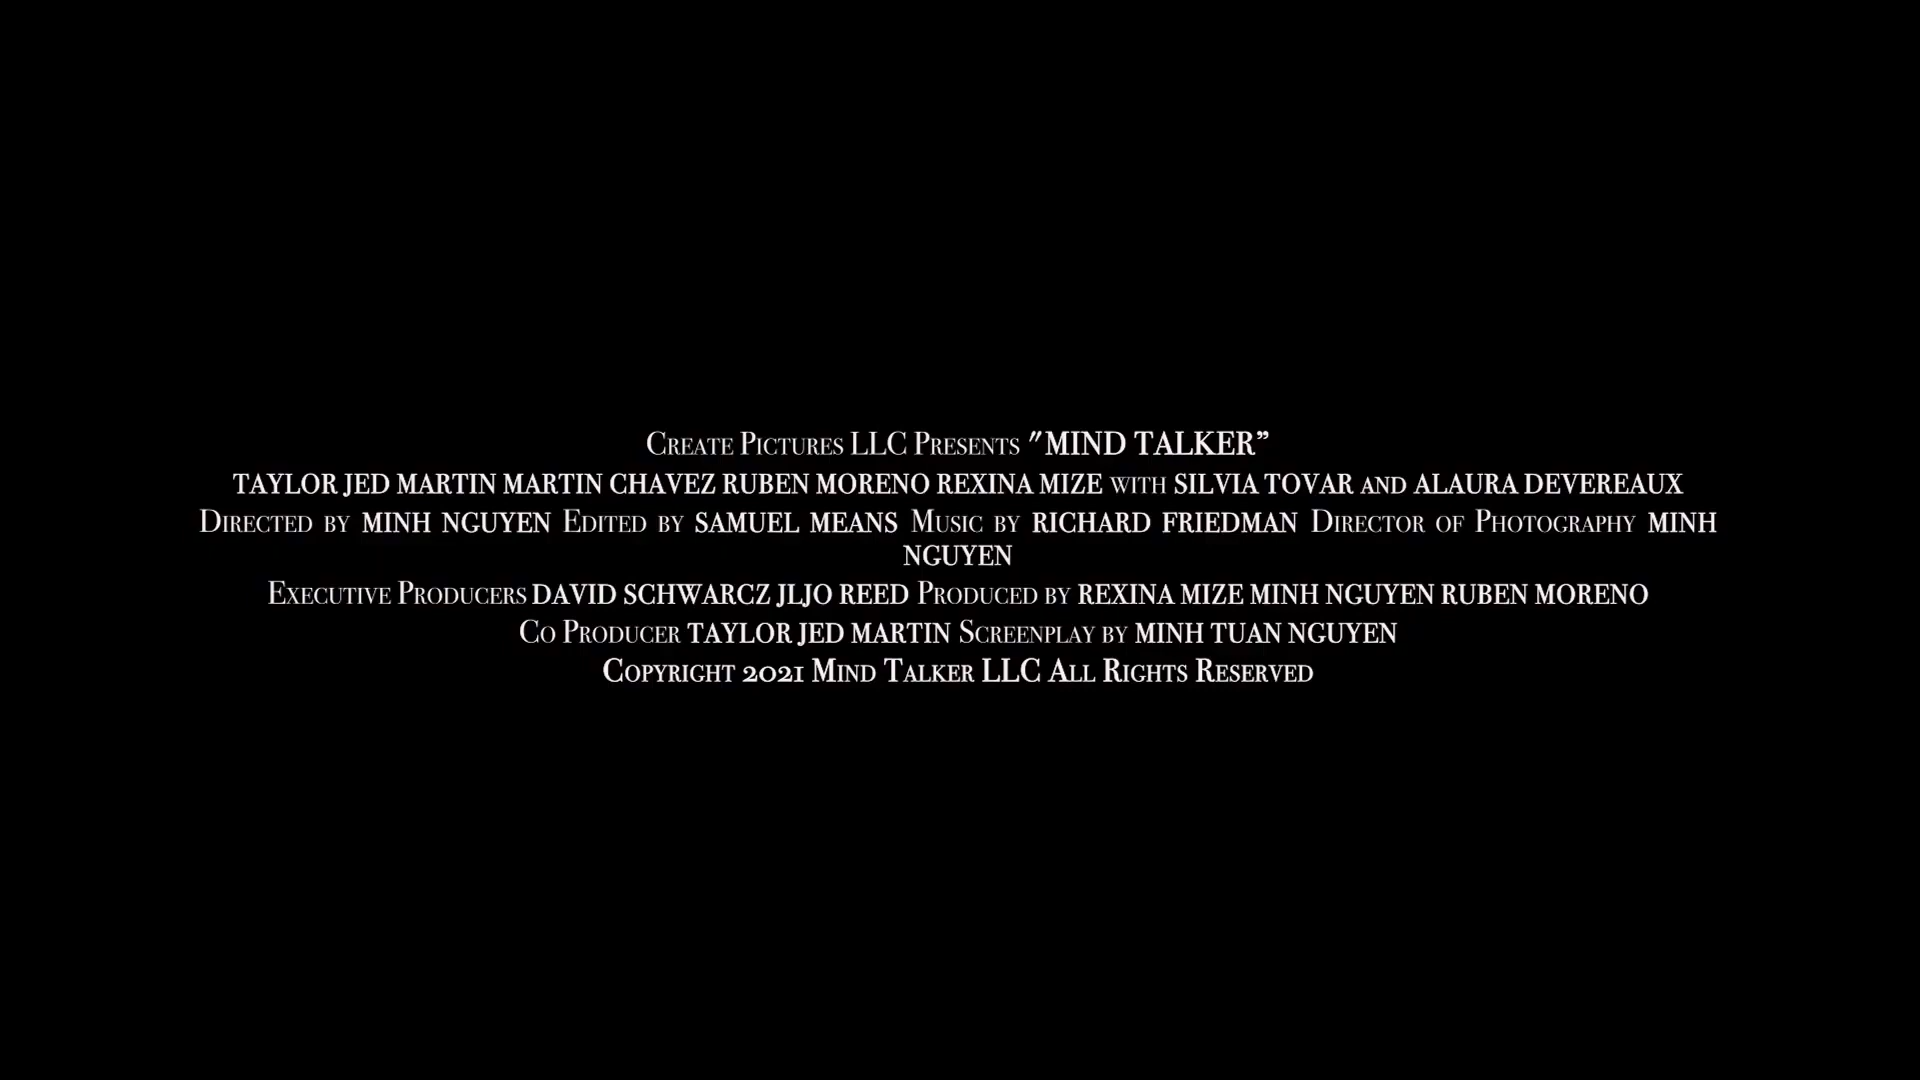 Create Pictures LLC Presents "MIND TALKER”
TAYLOR JED MARTIN MARTIN CHAVEZ RUBEN MORENO REXINA MIZE with SILVIA TOVAR and ALAURA DEVEREAUX
Directed by MINH NGUYEN Edited by SAMUEL MEANS Music by RICHARD FRIEDMAN Director of Photography MINH
NGUYEN
Executive Producers DAVID SCHWARCZ JLJO REED Produced by REXINA MIZE MINH NGUYEN RUBEN MORENO
Co Producer TAYLOR JED MARTIN Screenplay by MINH TUAN NGUYEN
Copyright 2021 Mind Talker LLC All Rights Reserved